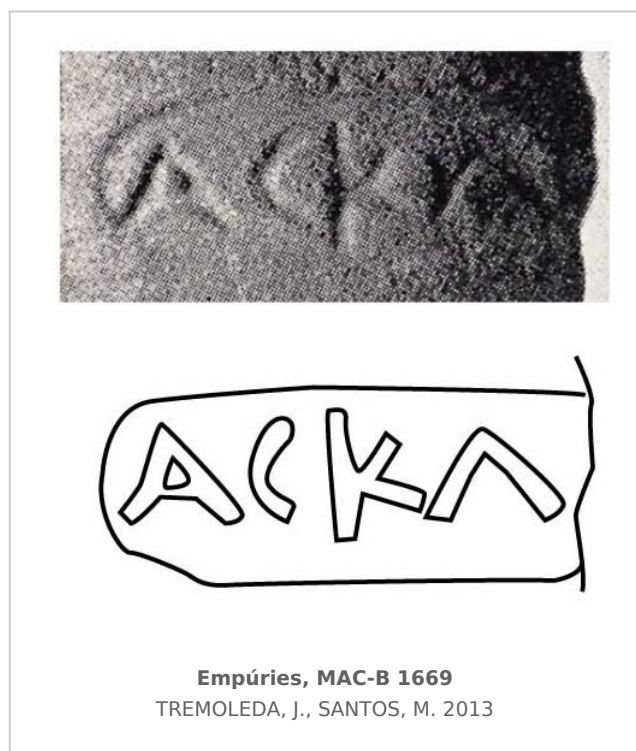 ΑϹΚΛ
ΑϹΚΛ
Empúries, MAC-B 1669
TREMOLEDA, J., SANTOS, M. 2013